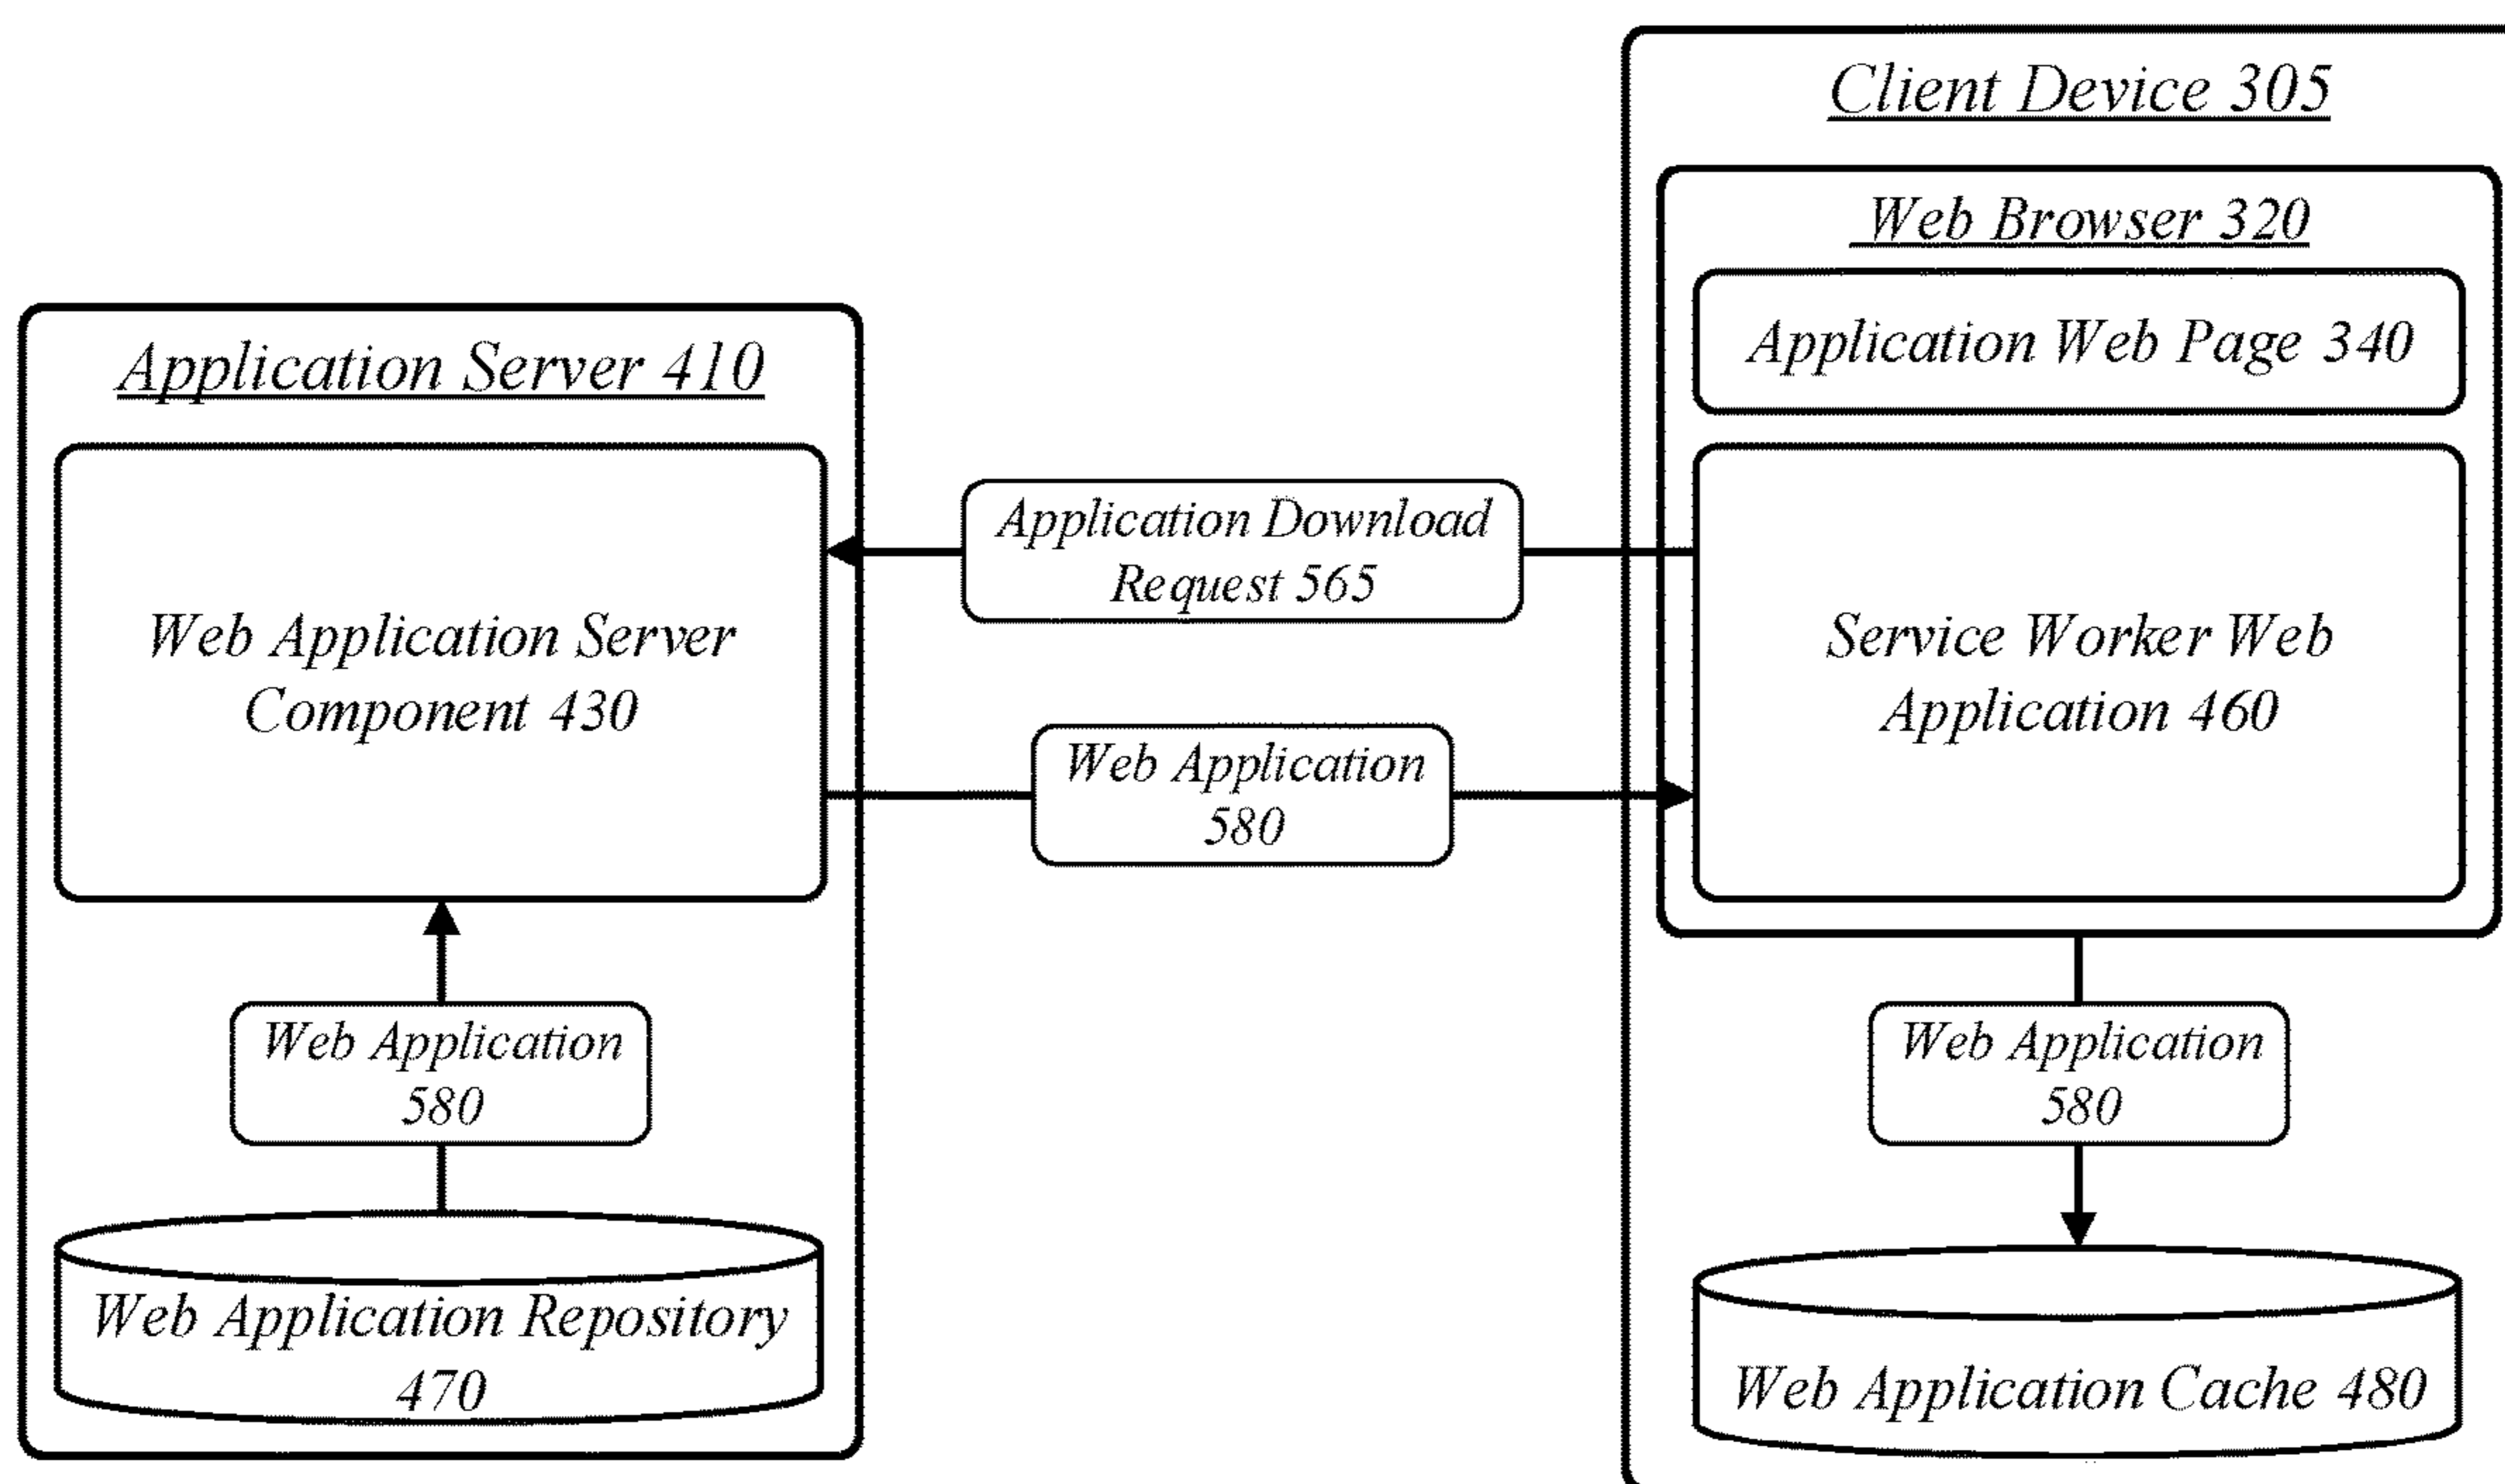 Client Device 305
Web Browser 320
Application Web Page 340
Application Server 410
Application Download
Request 565
Web Application Server
Component 430
Service Worker Web
Application 460
Web Application
580
Web Application
580
Web Application
580
Web Application Repository
470
Web Application Cache 480